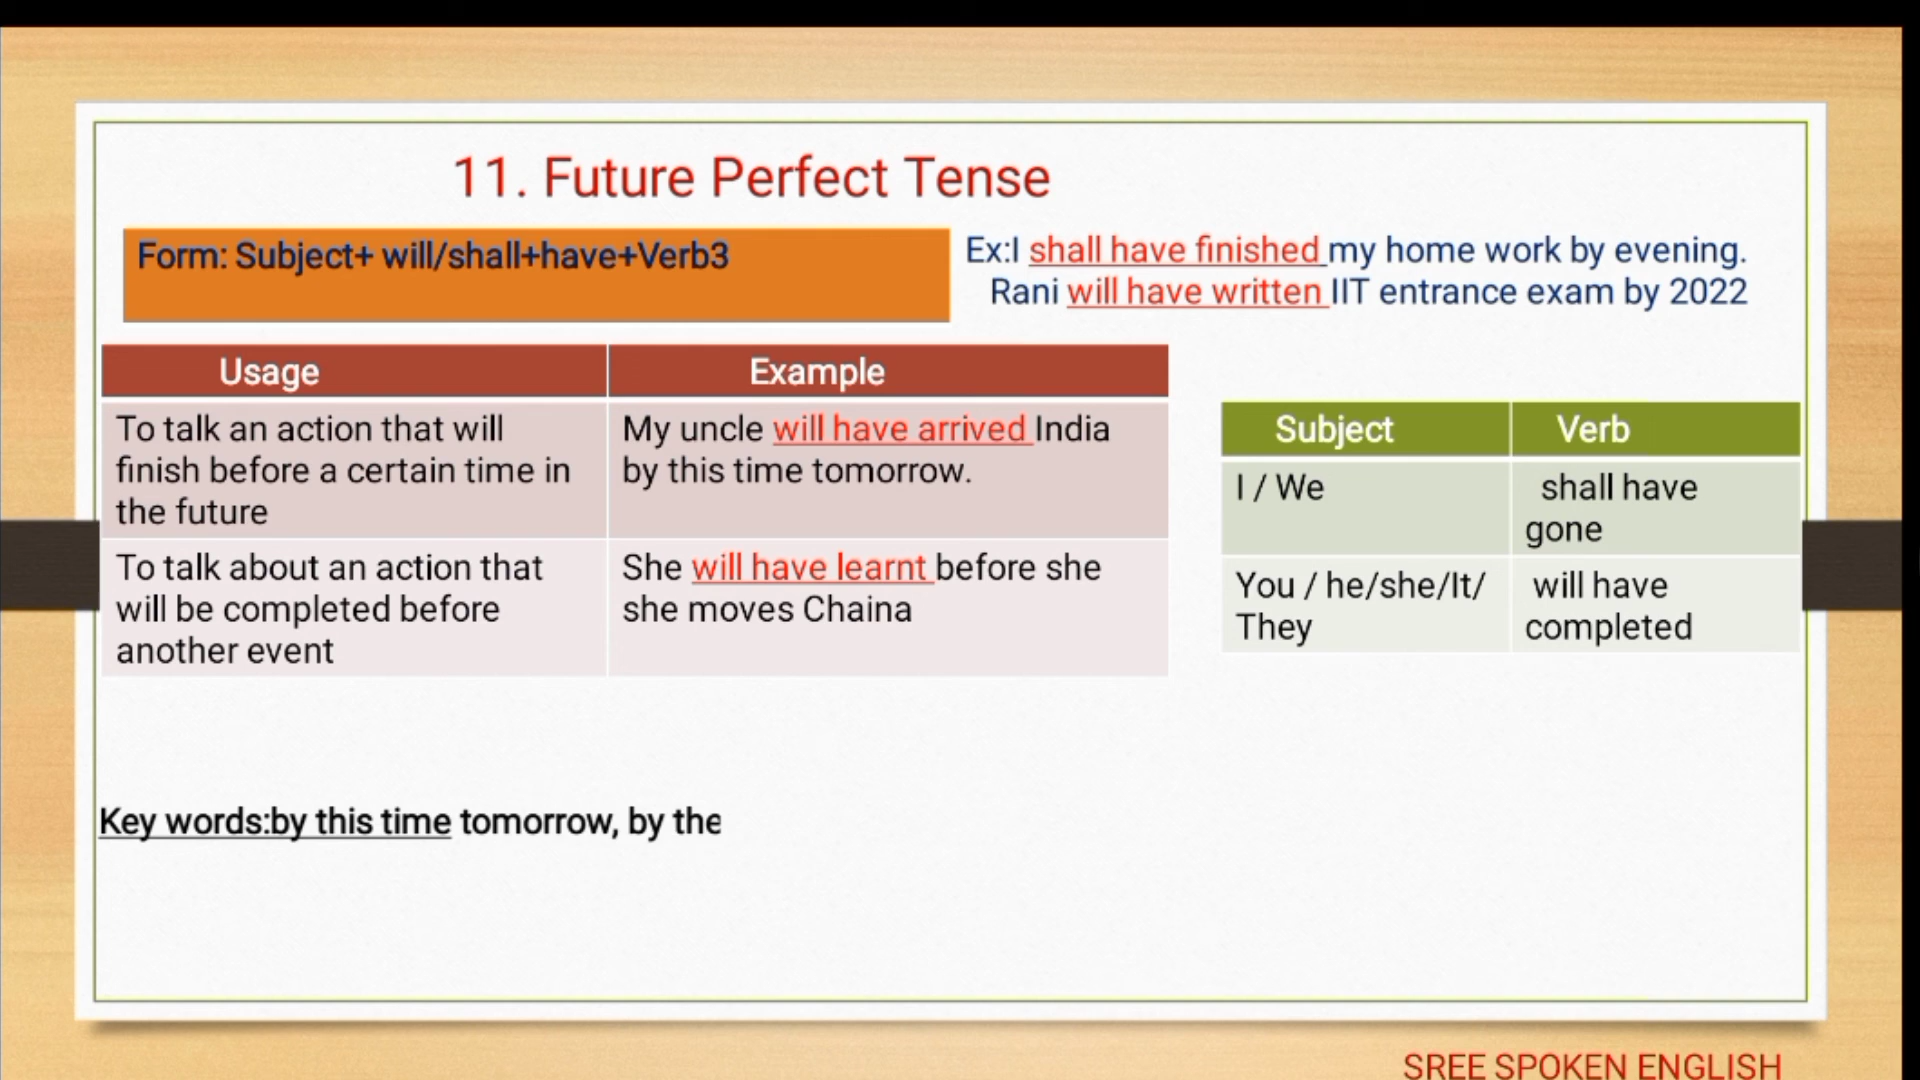 11. Future Perfect Tense
Form: Subject+ will/shall+have+Verb3
Ex:I shall have finished my home work by evening.
Rani will have written IIT entrance exam by 2022
Usage
Example
To talk an action that will
finish before a certain time in
the future
My uncle will have arrived India
by this time tomorrow.
To talk about an action that
will be completed before
another event
She will have learnt before she
she moves Chaina
Subject
Verb
I / We
shall have
gone
You / he/she/It/
They
will have
completed
Key words:by this time tomorrow, by the
SREE SPOKEN ENGLISH